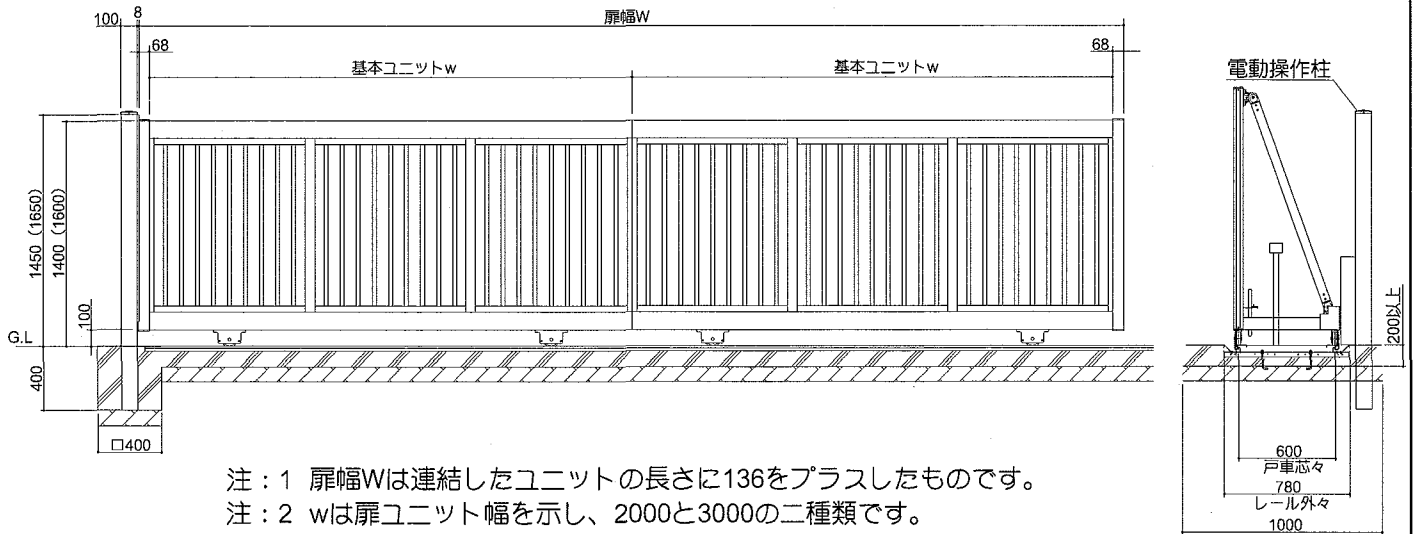 100
8
扉幅W
68
68
基本ユニットw
基本ユニットw
電動操作柱
1450 (1650)
1400 (1600)
100
G.L
400
□400
200以上
600
戸車芯々
780
レール外々
1000
注：1 扉幅Wは連結したユニットの長さに136をプラスしたものです。
注：2 wは扉ユニット幅を示し、2000と3000の二種類です。